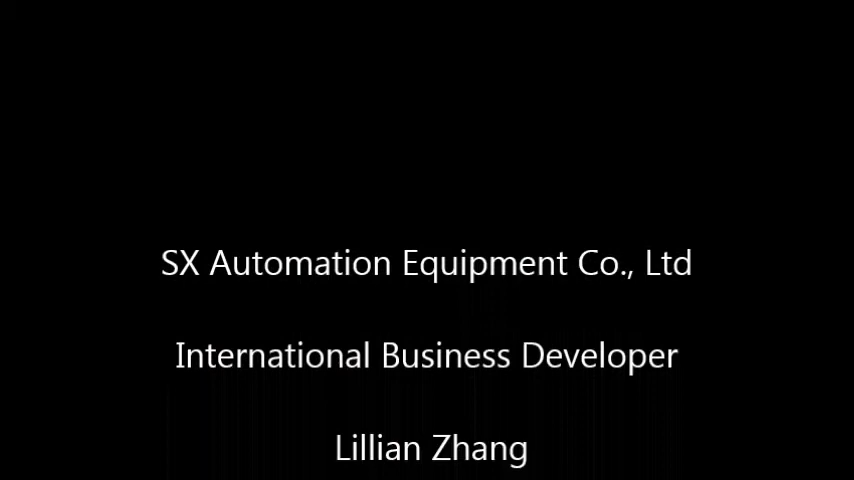 SX Automation Equipment Co., Ltd
International Business Developer
Lillian Zhang